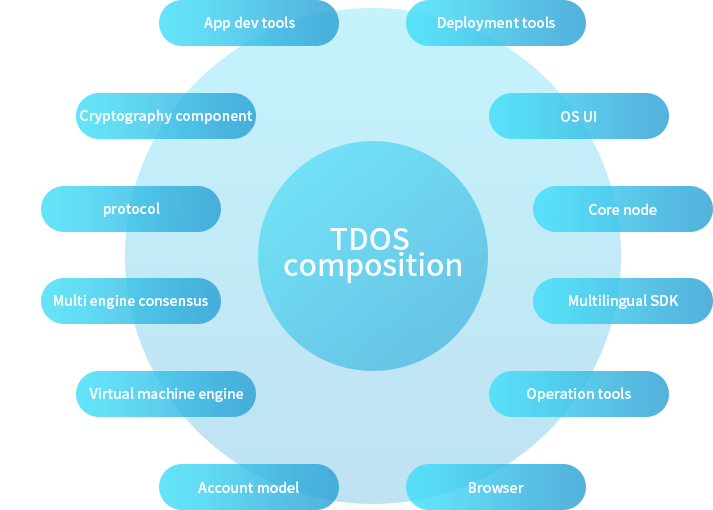 App dev tools
Deployment tools
Cryptography component
OS UI
protocol
Core node
TDOS
composition
Multi engine consensus
Multilingual SDK
Virtual machine engine
Operation tools
Account model
Browser